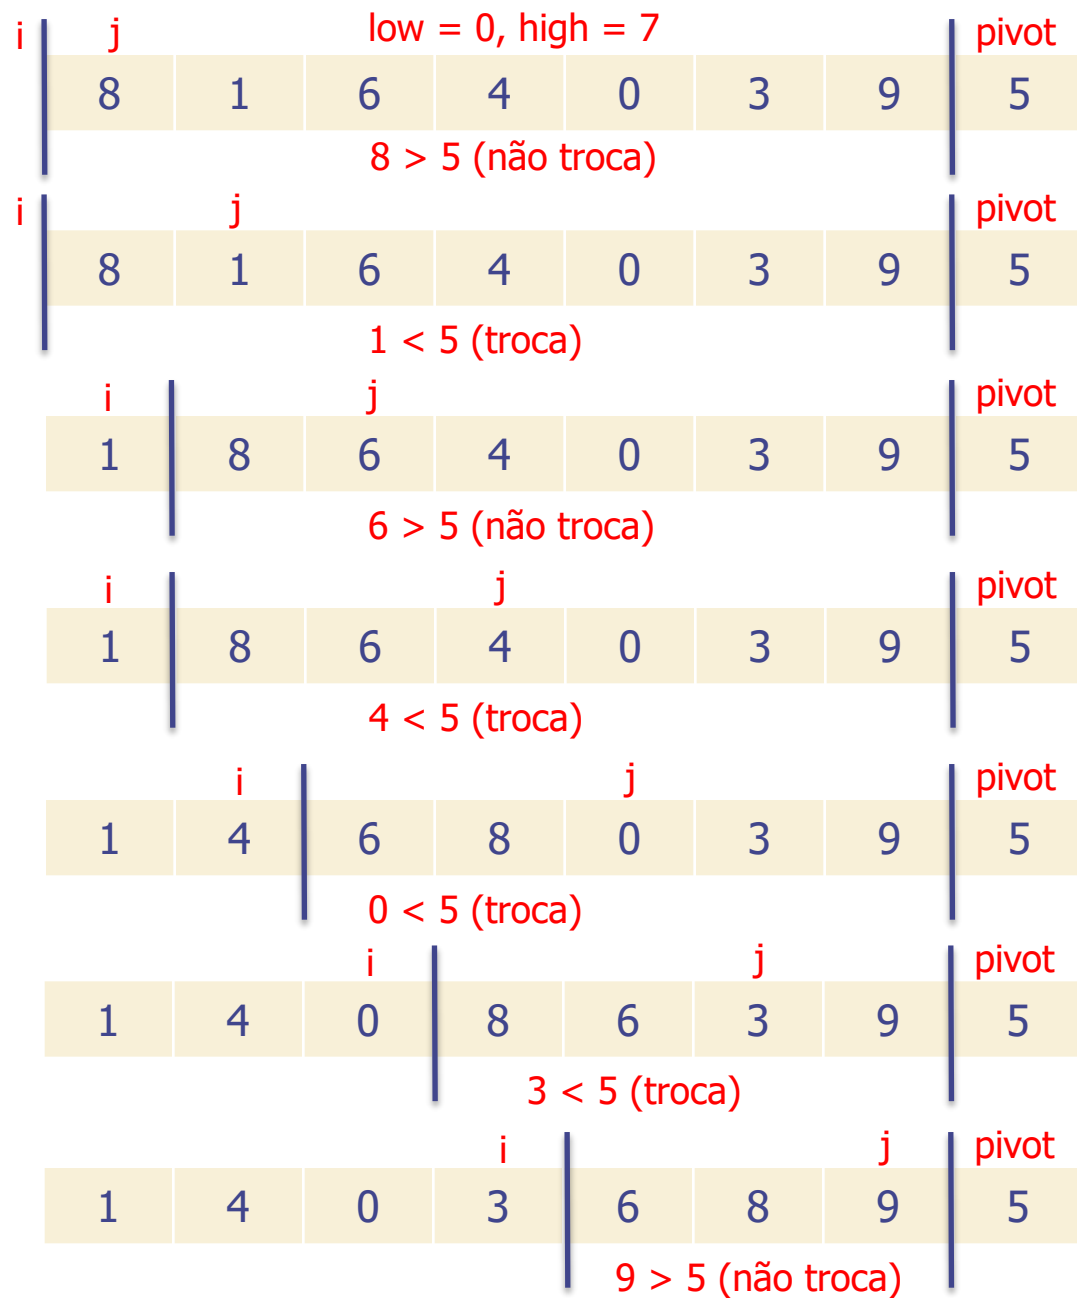 low = 0, high = 7
i j pivot
8 1 6 4 0 3 9 5
8 > 5 (não troca)
i j pivot
8 1 6 4 0 3 9 5
1 < 5 (troca)
i j pivot
1 8 6 4 0 3 9 5
6 > 5 (não troca)
i j pivot
1 8 6 4 0 3 9 5
4 < 5 (troca)
i j pivot
1 4 6 8 0 3 9 5
0 < 5 (troca)
i j pivot
1 4 0 8 6 3 9 5
3 < 5 (troca)
i j pivot
1 4 0 3 6 8 9 5
9 > 5 (não troca)